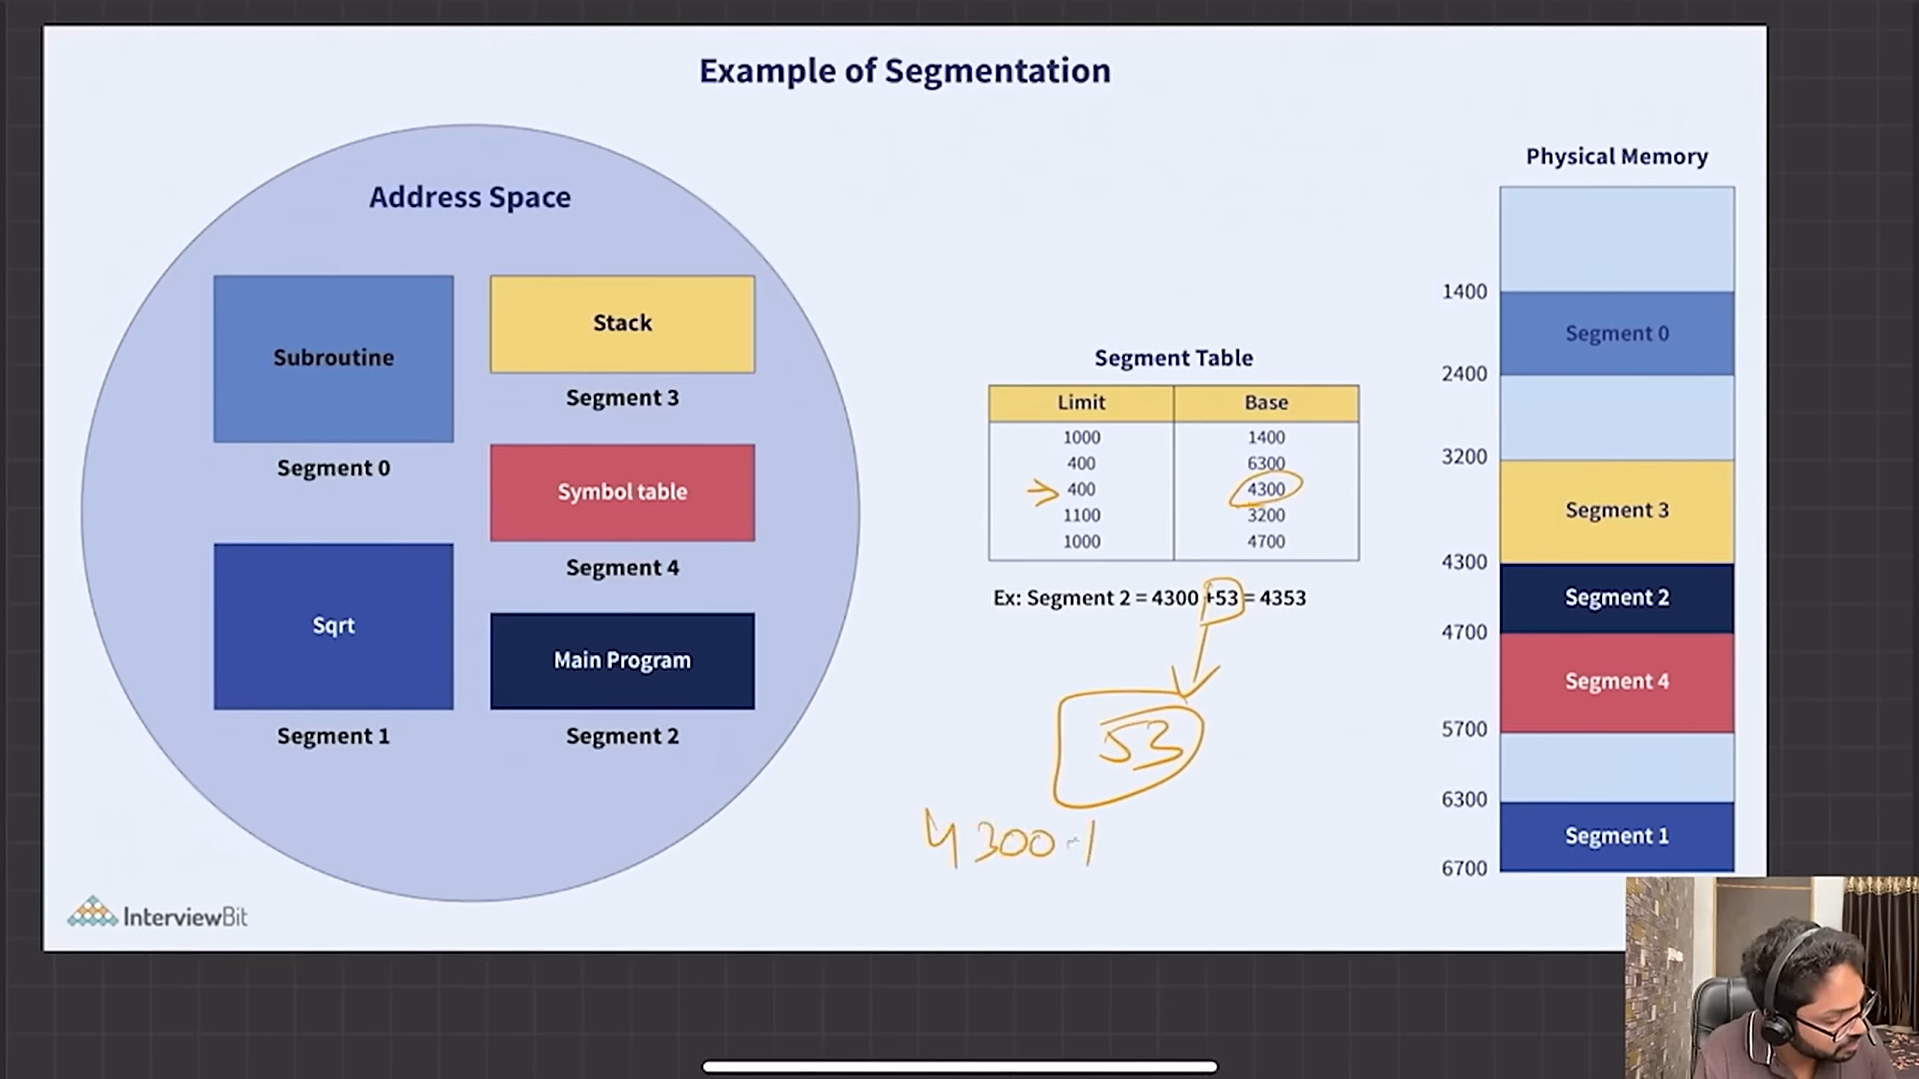 Example of Segmentation
Address Space
Subroutine
Segment 0
Stack
Segment 3
Symbol table
Segment 4
Sqrt
Segment 1
Main Program
Segment 2
Segment Table
Limit Base
1000 1400
400 6300
400 4300
1100 3200
1000 4700
Ex: Segment 2 = 4300 +53 = 4353
53
4300
Physical Memory
1400
Segment 0
2400
3200
Segment 3
4300
Segment 2
4700
Segment 4
5700
6300
Segment 1
6700
InterviewBit